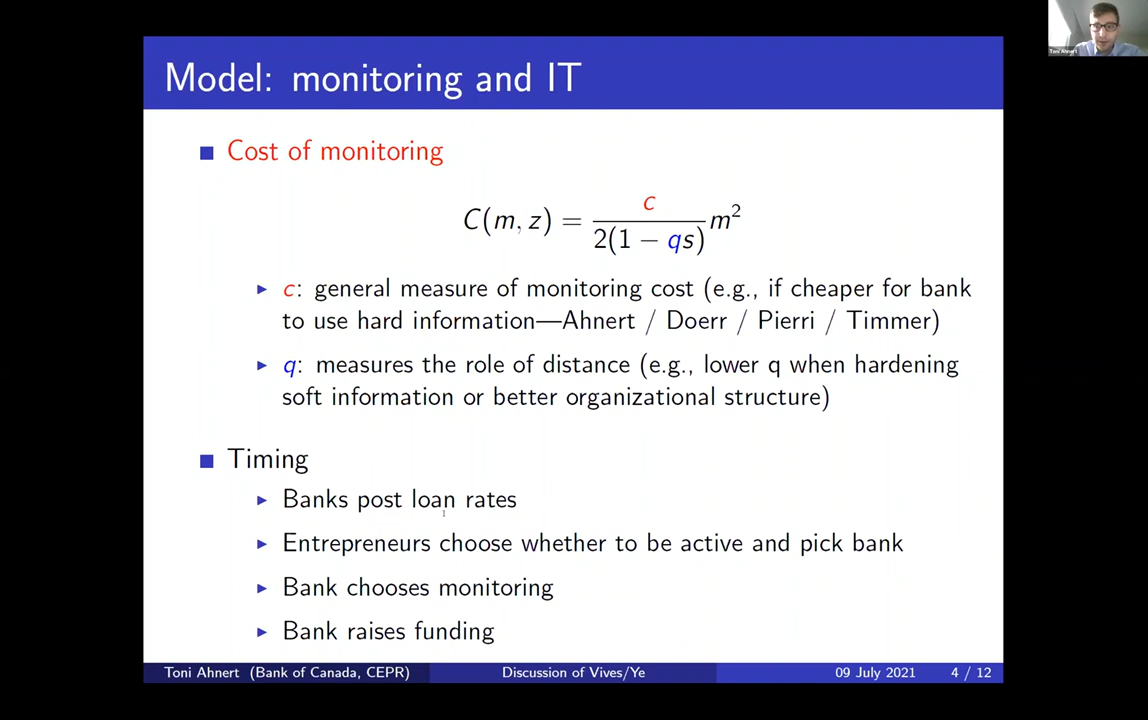 Toni Ahnert
Model: monitoring and IT
Cost of monitoring
C(m, z) = c / 2(1 − qs) m²
c: general measure of monitoring cost (e.g., if cheaper for bank
to use hard information—Ahnert / Doerr / Pierri / Timmer)
q: measures the role of distance (e.g., lower q when hardening
soft information or better organizational structure)
Timing
Banks post loan rates
Entrepreneurs choose whether to be active and pick bank
Bank chooses monitoring
Bank raises funding
Toni Ahnert (Bank of Canada, CEPR) Discussion of Vives/Ye 09 July 2021 4 / 12